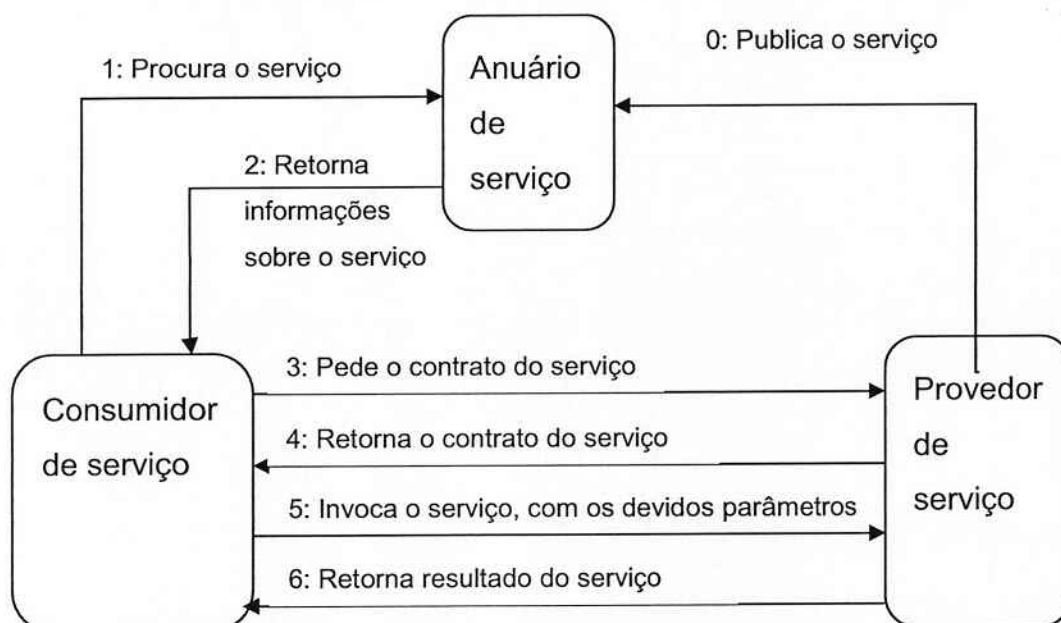 0: Publica o serviço
1: Procura o serviço
Anuário
de
serviço
2: Retorna
informações
sobre o serviço
3: Pede o contrato do serviço
Consumidor
de serviço
Provedor
de
serviço
4: Retorna o contrato do serviço
5: Invoca o serviço, com os devidos parâmetros
6: Retorna resultado do serviço